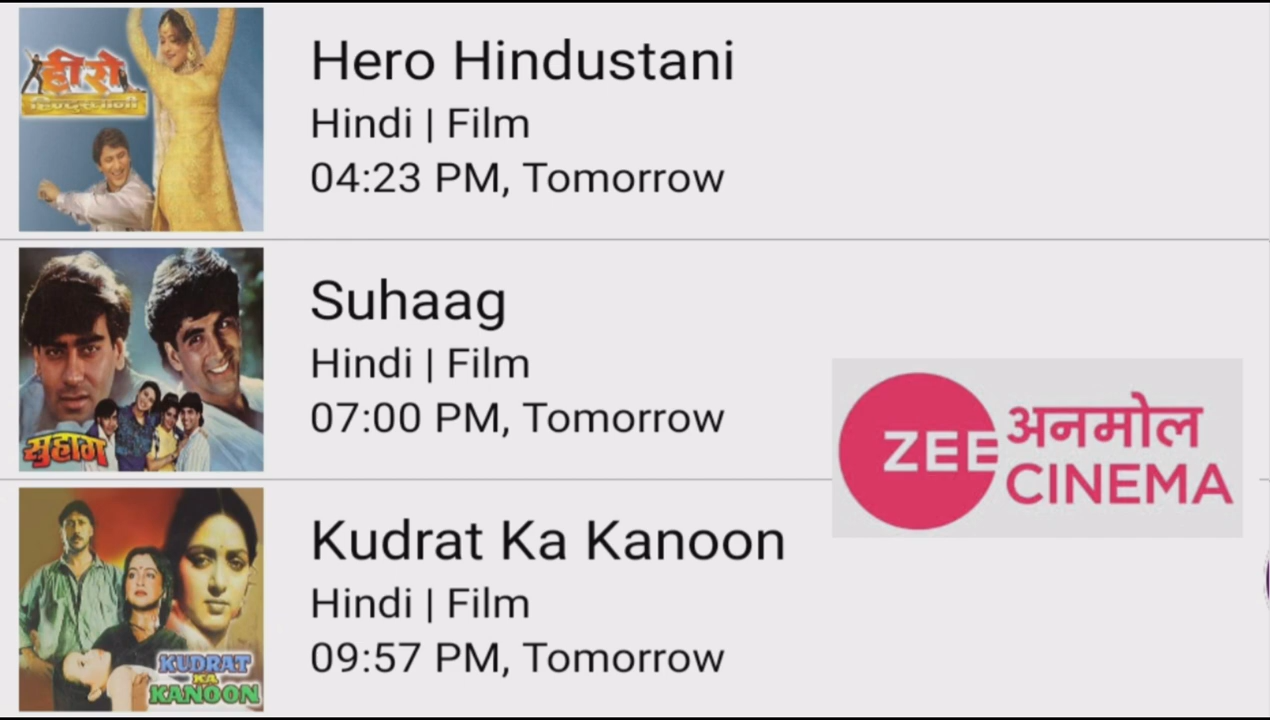 हीरो
हिन्दुस्तानी
Hero Hindustani
Hindi | Film
04:23 PM, Tomorrow
सुहाग
Suhaag
Hindi | Film
07:00 PM, Tomorrow
ZEE अनमोल
CINEMA
KUDRAT
KA
KANOON
Kudrat Ka Kanoon
Hindi | Film
09:57 PM, Tomorrow